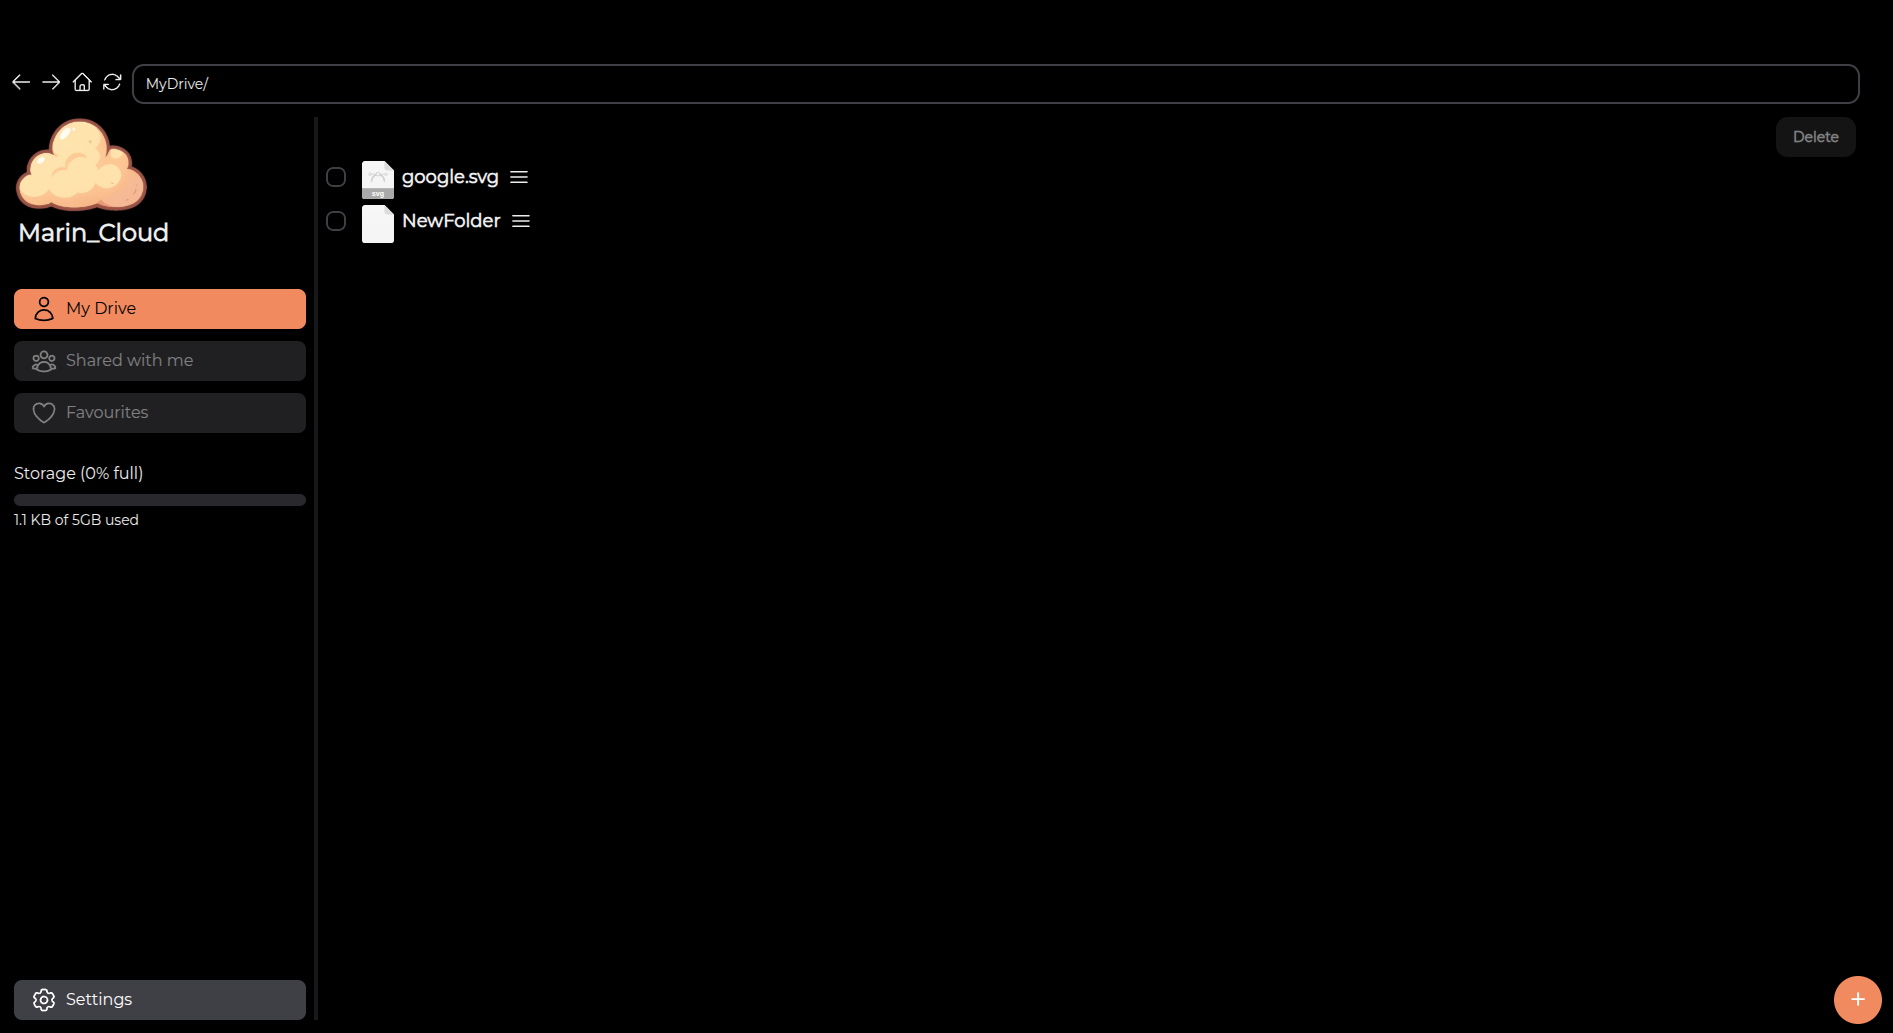 MyDrive/
Delete
google.svg
svg
NewFolder
Marin_Cloud
My Drive
Shared with me
Favourites
Storage (0% full)
1.1 KB of 5GB used
Settings